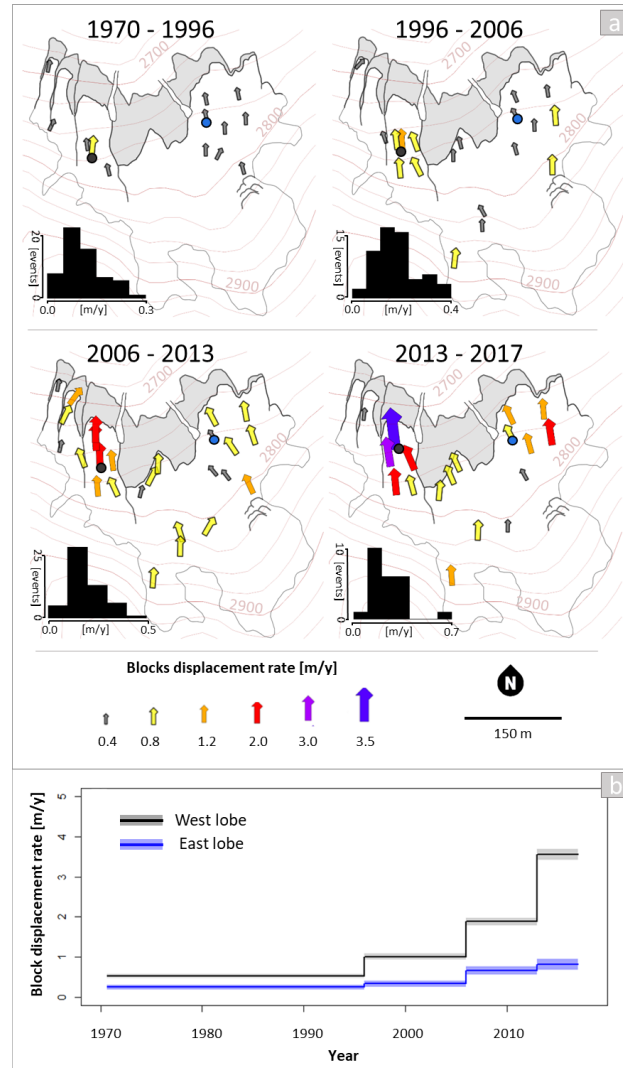 a
1970 - 1996
1996 - 2006
2700
2800
2900
20
[events]
0
0.0
[m/y]
0.3
2700
2800
2900
15
[events]
0
0.0
[m/y]
0.4
2006 - 2013
2013 - 2017
2700
2800
2900
25
[events]
0
0.0
[m/y]
0.5
2700
2800
2900
10
[events]
0
0.0
[m/y]
0.7
Blocks displacement rate [m/y]
N
0.4 0.8 1.2 2.0 3.0 3.5
150 m
b
Block displacement rate [m/y]
5
4
3
2
1
0
West lobe
East lobe
1970 1980 1990 2000 2010
Year